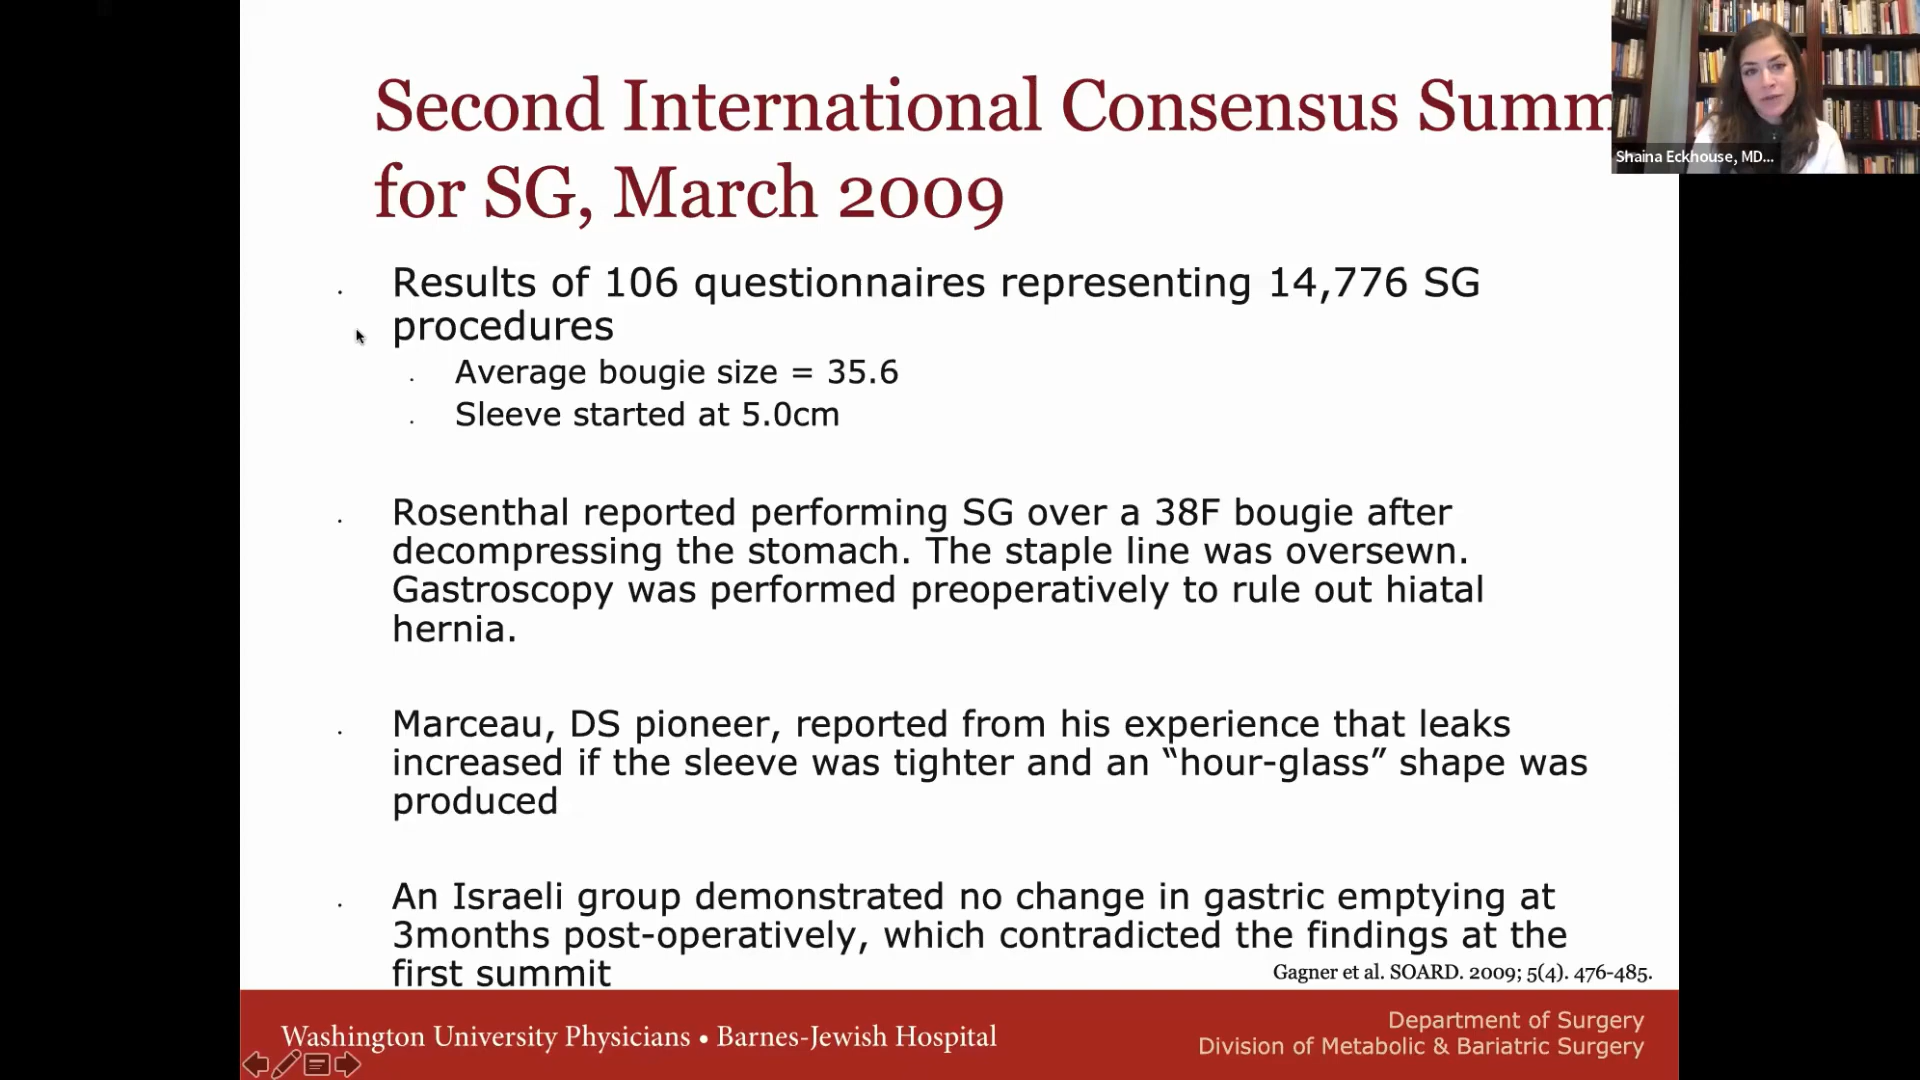 Second International Consensus Summ
for SG, March 2009
Shaina Eckhouse, MD...
Results of 106 questionnaires representing 14,776 SG
procedures
Average bougie size = 35.6
Sleeve started at 5.0cm
Rosenthal reported performing SG over a 38F bougie after
decompressing the stomach. The staple line was oversewn.
Gastroscopy was performed preoperatively to rule out hiatal
hernia.
Marceau, DS pioneer, reported from his experience that leaks
increased if the sleeve was tighter and an “hour-glass” shape was
produced
An Israeli group demonstrated no change in gastric emptying at
3months post-operatively, which contradicted the findings at the
first summit
Gagner et al. SOARD. 2009; 5(4). 476-485.
Washington University Physicians • Barnes-Jewish Hospital
Department of Surgery
Division of Metabolic & Bariatric Surgery